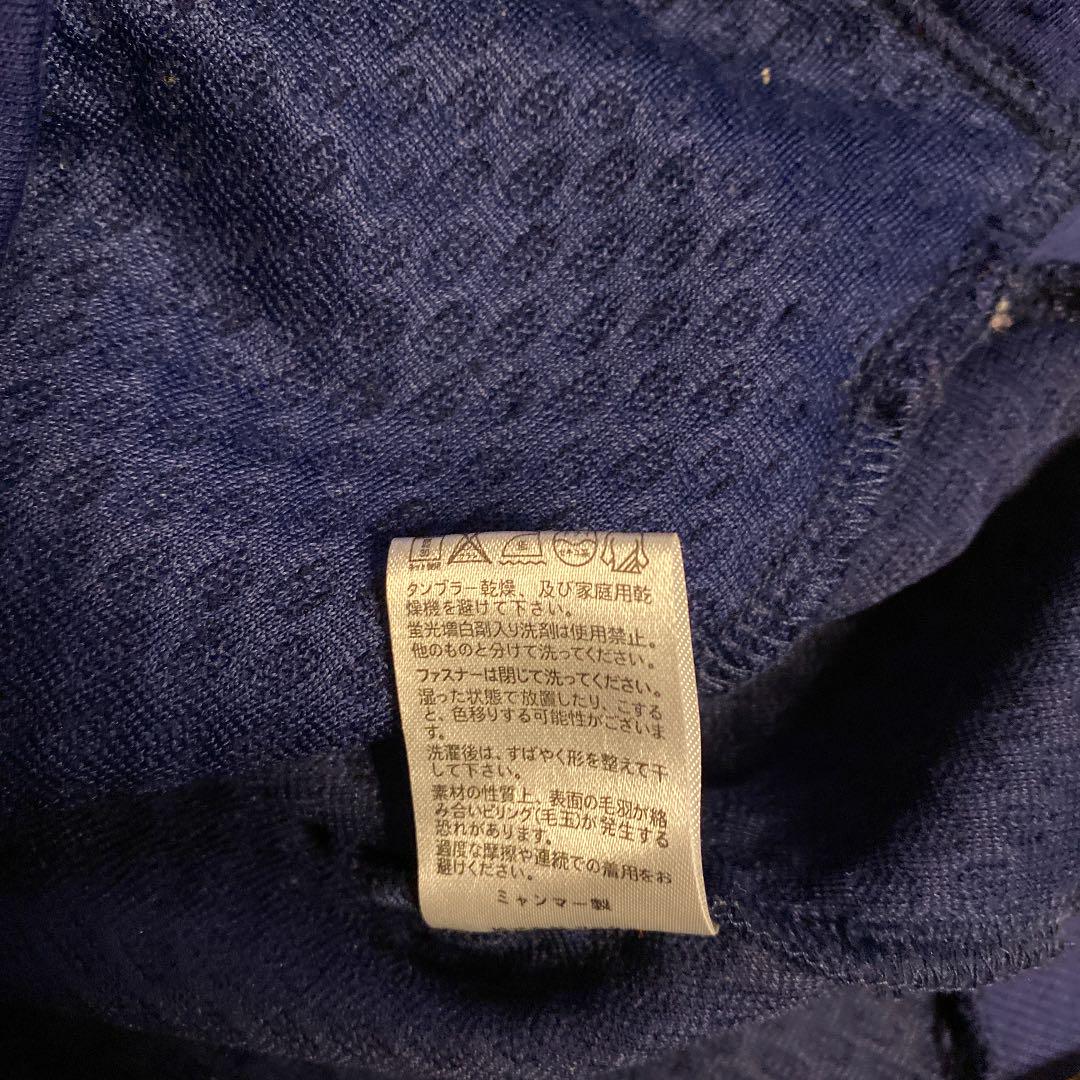 タンブラー乾燥、及び家庭用乾
燥機を避けて下さい。
蛍光増白剤入り洗剤は使用禁止。
他のものと分けて洗ってください。
ファスナーは閉じて洗ってください。
湿った状態で放置したり、こする
と、色移りする可能性がございま
す。
洗濯後は、すばやく形を整えて干
して下さい。
素材の性質上、表面の毛羽が絡
み合いピリング(毛玉)が発生する
恐れがあります。
過度な摩擦や連続での着用をお
避けください。
ミャンマー製